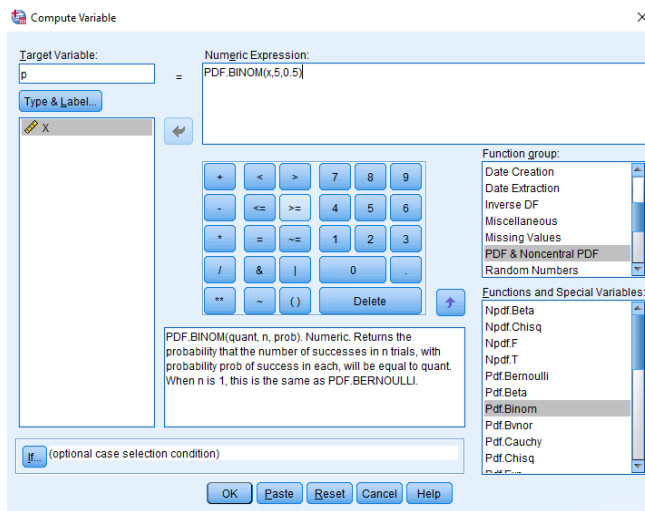 Compute Variable
Target Variable:
p
=
Numeric Expression:
PDF.BINOM(x,5,0.5)
Type & Label...
X
+ < > 7 8 9
- <= >= 4 5 6
* = ~= 1 2 3
/ & | 0 .
** ~ ( ) Delete
Function group:
Date Creation
Date Extraction
Inverse DF
Miscellaneous
Missing Values
PDF & Noncentral PDF
Random Numbers
Functions and Special Variables:
Npdf.Beta
Npdf.Chisq
Npdf.F
Npdf.T
Pdf.Bernoulli
Pdf.Beta
Pdf.Binom
Pdf.Bvnor
Pdf.Cauchy
Pdf.Chisq
PDF.BINOM(quant, n, prob). Numeric. Returns the
probability that the number of successes in n trials, with
probability prob of success in each, will be equal to quant.
When n is 1, this is the same as PDF.BERNOULLI.
If... (optional case selection condition)
OK Paste Reset Cancel Help